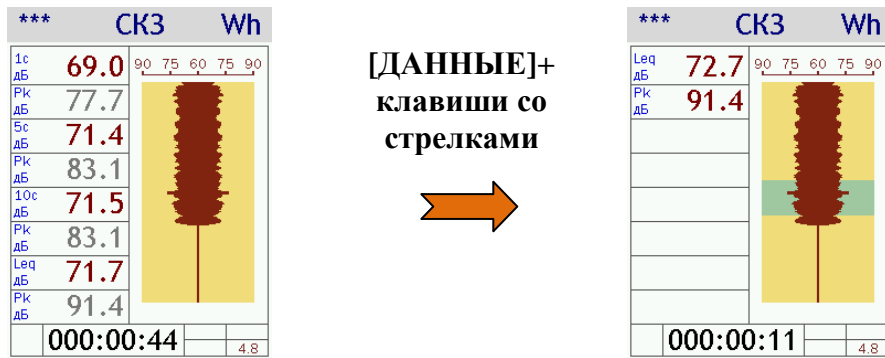 *** СКЗ Wh
1с дБ 69.0
90 75 60 75 90
Pk дБ 77.7
5с дБ 71.4
Pk дБ 83.1
10с дБ 71.5
Pk дБ 83.1
Leq дБ 71.7
Pk дБ 91.4
000:00:44 4.8
[ДАННЫЕ]+
клавиши со
стрелками
*** СКЗ Wh
Leq дБ 72.7
90 75 60 75 90
Pk дБ 91.4
000:00:11 4.8